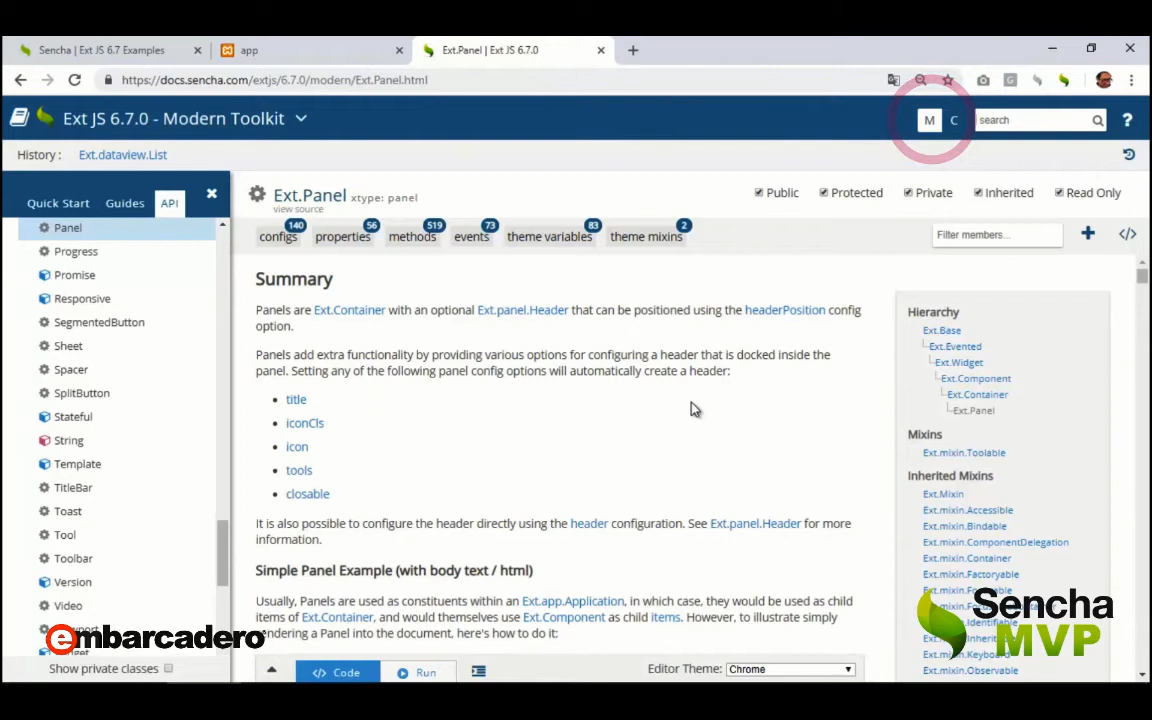 Sencha | Ext JS 6.7 Examples
app
Ext.Panel | Ext JS 6.7.0
https://docs.sencha.com/extjs/6.7.0/modern/Ext.Panel.html
Ext JS 6.7.0 - Modern Toolkit
M C search ?
History : Ext.dataview.List
Quick Start Guides API
Panel
Progress
Promise
Responsive
SegmentedButton
Sheet
Spacer
SplitButton
Stateful
String
Template
TitleBar
Toast
Tool
Toolbar
Version
Video
Show private classes
Ext.Panel xtype: panel
view source
Public Protected Private Inherited Read Only
configs 140 properties 56 methods 519 events 73 theme variables 83 theme mixins 2
Filter members...
Summary
Panels are Ext.Container with an optional Ext.panel.Header that can be positioned using the headerPosition config
option.
Panels add extra functionality by providing various options for configuring a header that is docked inside the
panel. Setting any of the following panel config options will automatically create a header:
title
iconCls
icon
tools
closable
It is also possible to configure the header directly using the header configuration. See Ext.panel.Header for more
information.
Simple Panel Example (with body text / html)
Usually, Panels are used as constituents within an Ext.app.Application, in which case, they would be used as child
items of Ext.Container, and would themselves use Ext.Component as child items. However, to illustrate simply
rendering a Panel into the document, here's how to do it:
</> Code Run
Editor Theme: Chrome
Hierarchy
Ext.Base
Ext.Evented
Ext.Widget
Ext.Component
Ext.Container
Ext.Panel
Mixins
Ext.mixin.Toolable
Inherited Mixins
Ext.Mixin
Ext.mixin.Accessible
Ext.mixin.Bindable
Ext.mixin.ComponentDelegation
Ext.mixin.Container
Ext.mixin.Factoryable
Ext.mixin.Observable
embarcadero
Sencha
MVP